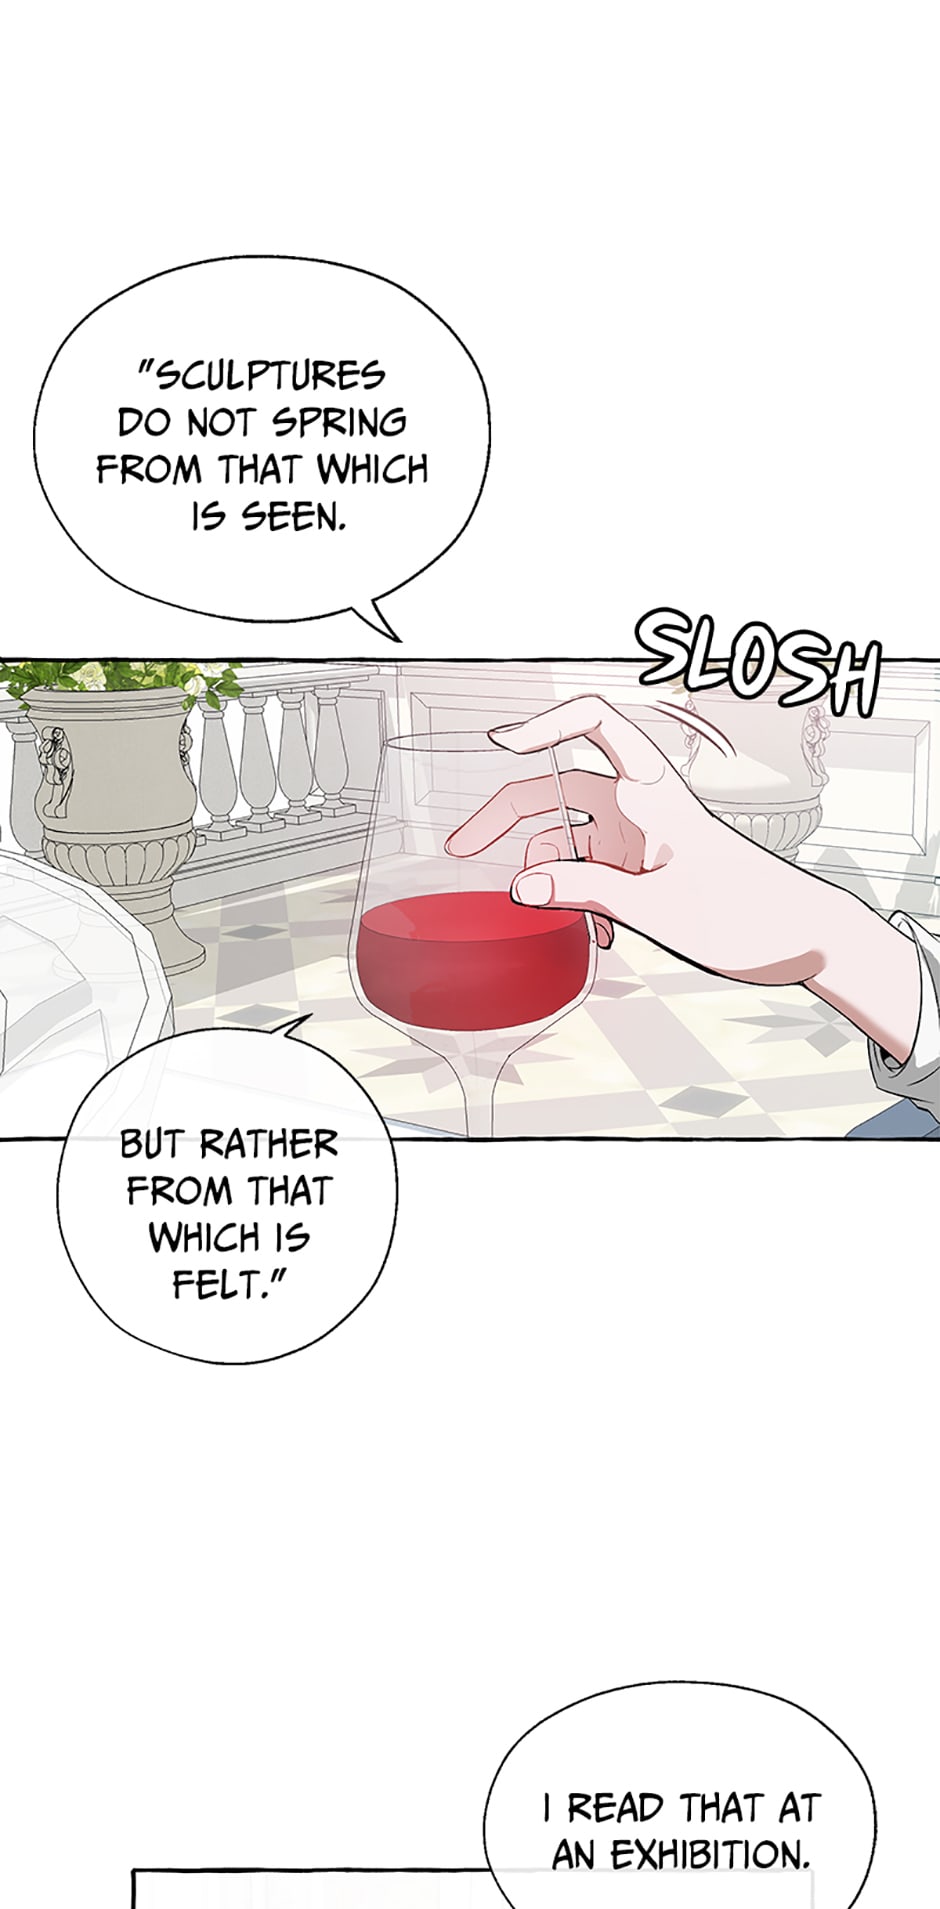 "SCULPTURES
DO NOT SPRING
FROM THAT WHICH
IS SEEN.
SLOSH
BUT RATHER
FROM THAT
WHICH IS
FELT."
I READ THAT AT
AN EXHIBITION.